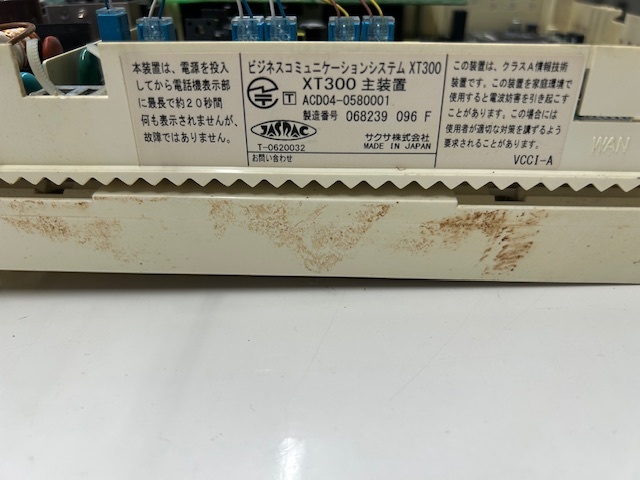 本装置は、電源を投入
してから電話機表示部
に最長で約２０秒間
何も表示されませんが、
故障ではありません。
ビジネスコミュニケーションシステム XT300
XT300 主装置
T ACD04-0580001
製造番号 068239 096 F
JASRAC
T-0620032
サクサ株式会社
MADE IN JAPAN
お問い合わせ
この装置は、クラスＡ情報技術
装置です。この装置を家庭環境で
使用すると電波妨害を引き起こす
ことがあります。この場合には
使用者が適切な対策を講ずるよう
要求されることがあります。
VCCI-A
WAN